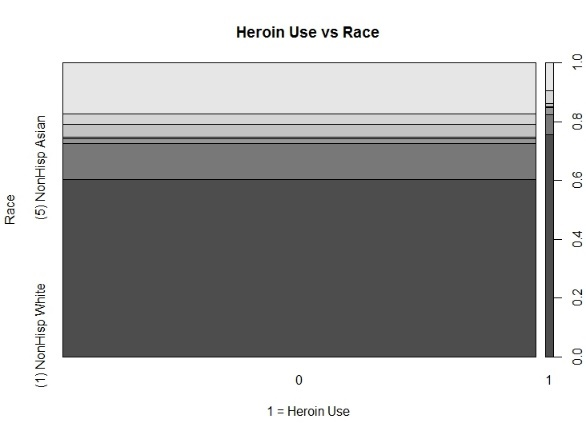 Heroin Use vs Race
Race
(5) NonHisp Asian
(1) NonHisp White
1.0
0.8
0.6
0.4
0.2
0.0
0
1
1 = Heroin Use